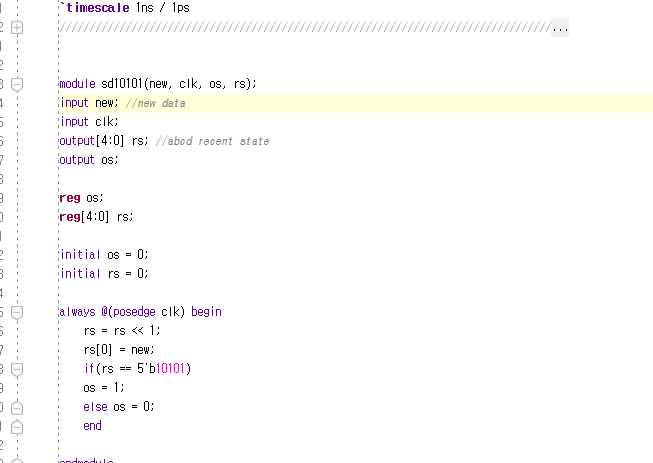 `timescale 1ns / 1ps
////////////////////////////////////////////////////////////////////////////////////...
module sd10101(new, clk, os, rs);
input new; //new data
input clk;
output[4:0] rs; //abcd recent state
output os;
reg os;
reg[4:0] rs;
initial os = 0;
initial rs = 0;
always @(posedge clk) begin
rs = rs << 1;
rs[0] = new;
if(rs == 5'b10101)
os = 1;
else os = 0;
end
endmodule